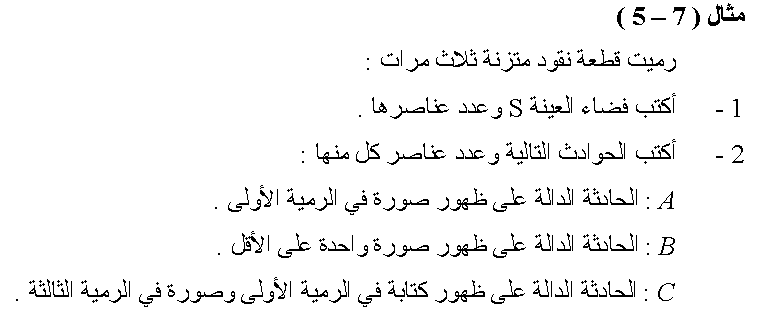 مثال ( 7 – 5 )
رميت قطعة نقود متزنة ثلاث مرات :
1 - أكتب فضاء العينة S وعدد عناصرها .
2 - أكتب الحوادث التالية وعدد عناصر كل منها :
A : الحادثة الدالة على ظهور صورة في الرمية الأولى .
B : الحادثة الدالة على ظهور صورة واحدة على الأقل .
C : الحادثة الدالة على ظهور كتابة في الرمية الأولى وصورة في الرمية الثالثة .